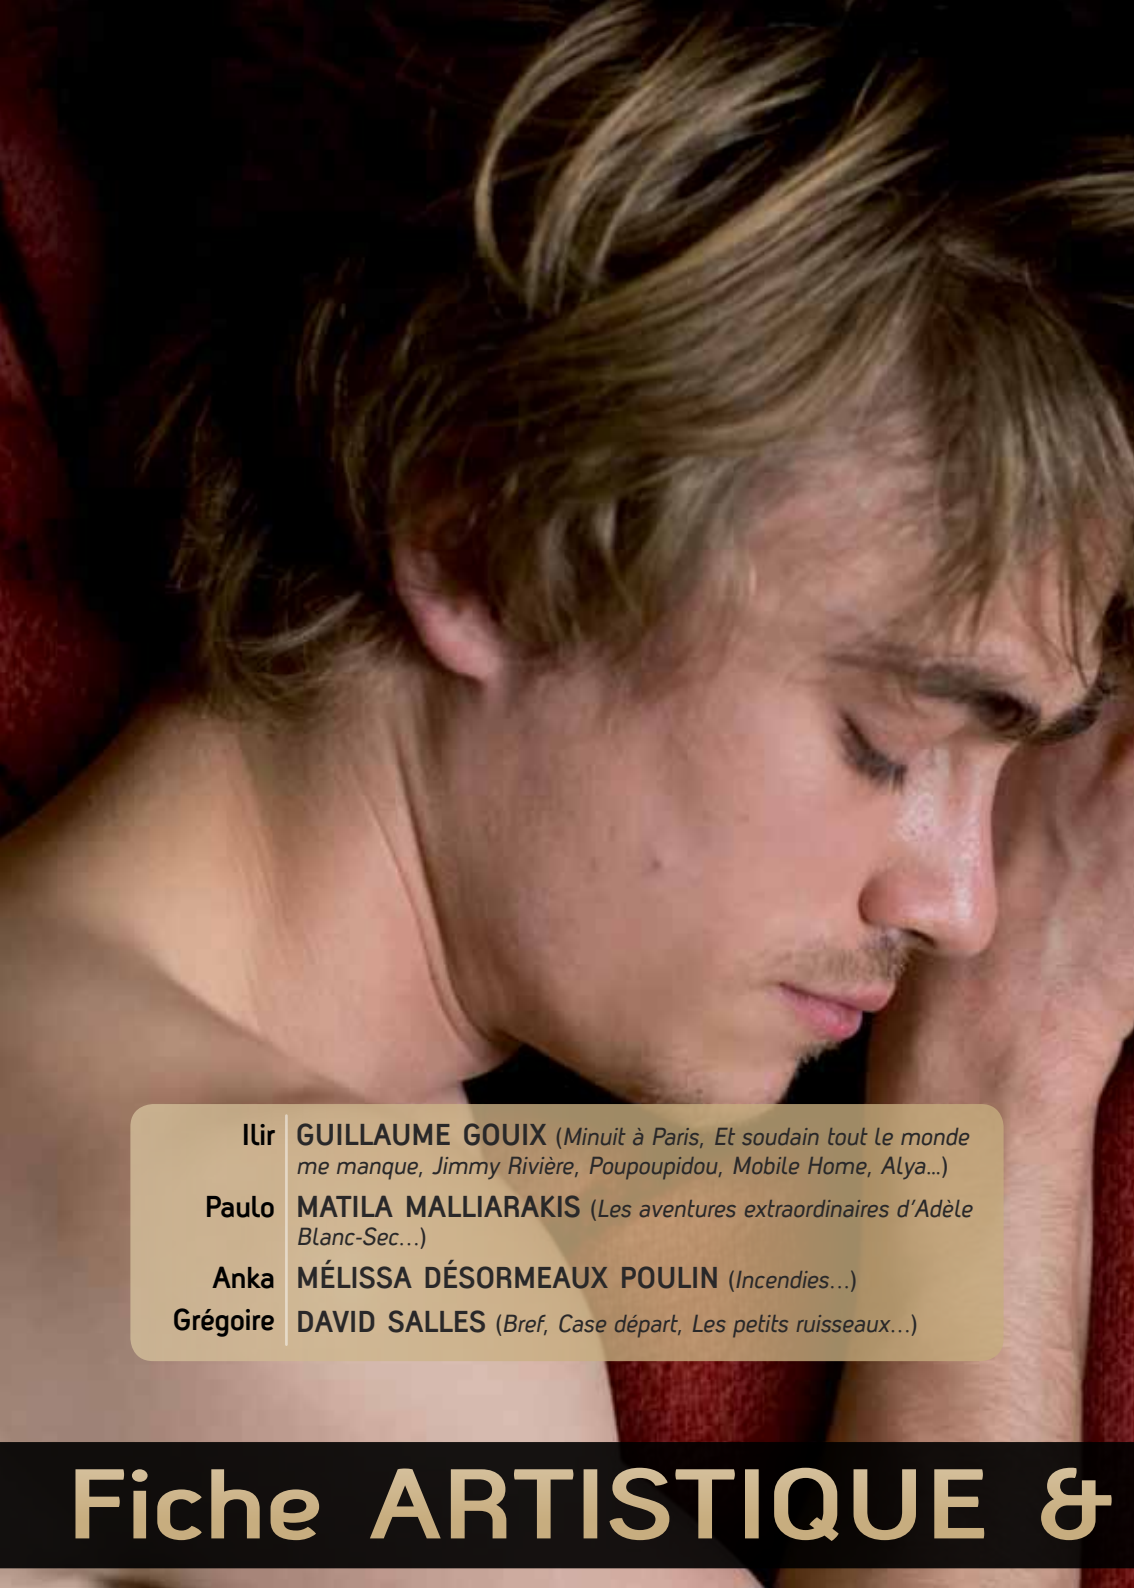 Ilir GUILLAUME GOUIX (Minuit à Paris, Et soudain tout le monde
me manque, Jimmy Rivière, Poupoupidou, Mobile Home, Alya...)
Paulo MATILA MALLIARAKIS (Les aventures extraordinaires d'Adèle
Blanc-Sec...)
Anka MÉLISSA DÉSORMEAUX POULIN (Incendies...)
Grégoire DAVID SALLES (Bref, Case départ, Les petits ruisseaux...)
Fiche ARTISTIQUE &